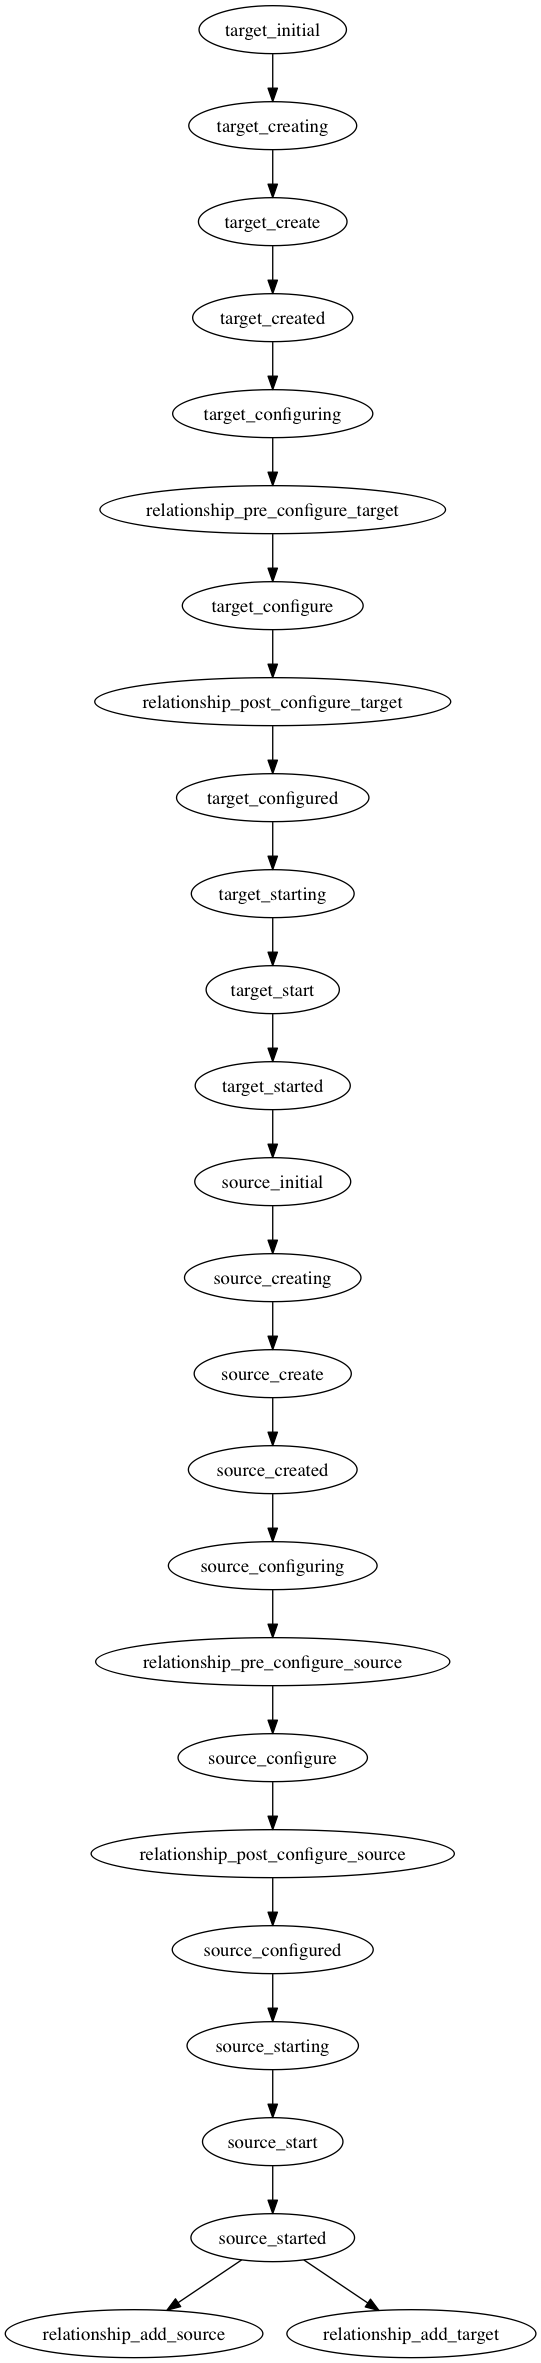 target_initial
target_creating
target_create
target_created
target_configuring
relationship_pre_configure_target
target_configure
relationship_post_configure_target
target_configured
target_starting
target_start
target_started
source_initial
source_creating
source_create
source_created
source_configuring
relationship_pre_configure_source
source_configure
relationship_post_configure_source
source_configured
source_starting
source_start
source_started
relationship_add_source
relationship_add_target